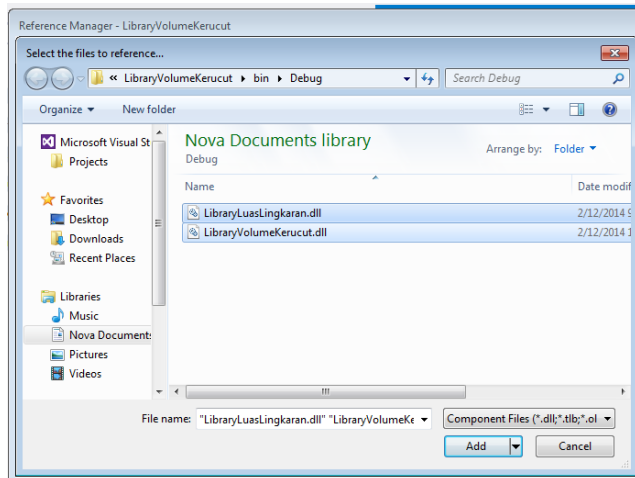 Reference Manager - LibraryVolumeKerucut
Select the files to reference...
« LibraryVolumeKerucut ▸ bin ▸ Debug
Search Debug
Organize ▾ New folder
Microsoft Visual St
Projects
Favorites
Desktop
Downloads
Recent Places
Libraries
Music
Nova Documents
Pictures
Videos
Nova Documents library
Debug
Arrange by: Folder ▾
Name Date modif
LibraryLuasLingkaran.dll 2/12/2014 9
LibraryVolumeKerucut.dll 2/12/2014 1
File name: "LibraryLuasLingkaran.dll" "LibraryVolumeKe
Component Files (*.dll;*.tlb;*.ol
Add Cancel